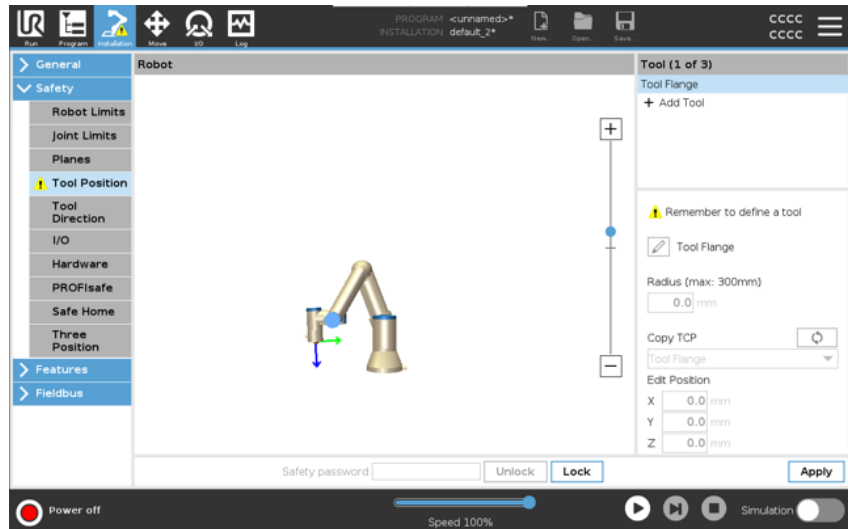 PROGRAM <unnamed>*
INSTALLATION default_2*
UR
Run
Program
Installation
Move
I/O
Log
New...
Open...
Save...
cccc
cccc
General
Safety
Robot Limits
Joint Limits
Planes
Tool Position
Tool
Direction
I/O
Hardware
PROFIsafe
Safe Home
Three
Position
Features
Fieldbus
Robot
Safety password
Unlock
Lock
Tool (1 of 3)
Tool Flange
+ Add Tool
Remember to define a tool
Tool Flange
Radius (max: 300mm)
0.0 mm
Copy TCP
Tool Flange
Edit Position
X 0.0 mm
Y 0.0 mm
Z 0.0 mm
Apply
Power off
Speed 100%
Simulation